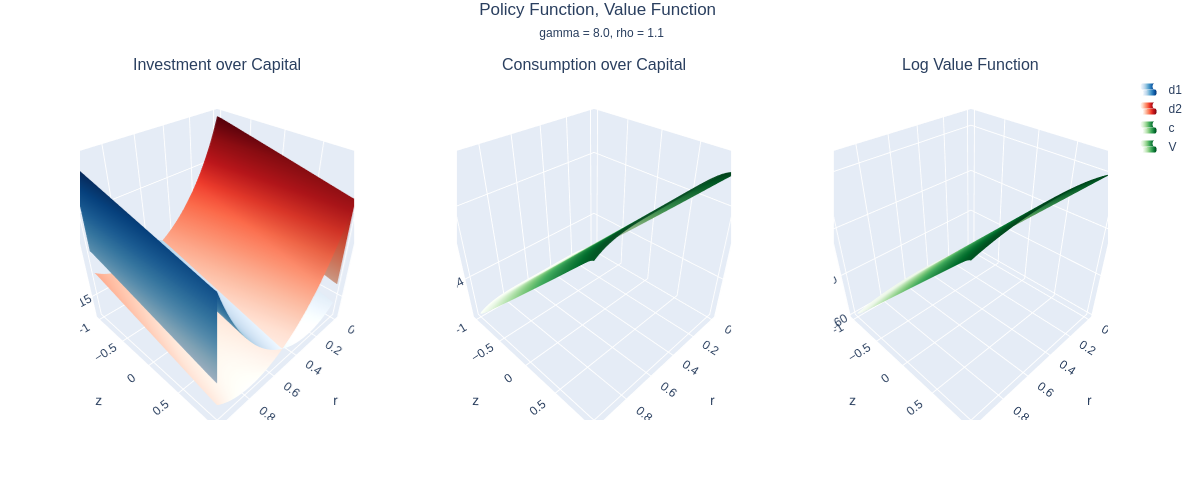 Policy Function, Value Function
gamma = 8.0, rho = 1.1
Investment over Capital
Consumption over Capital
Log Value Function
d1
d2
c
V
15
−1
−0.5
0
0.5
z
0
0.2
0.4
0.6
0.8
r
4
−1
−0.5
0
0.5
z
0
0.2
0.4
0.6
0.8
r
60
−1
−0.5
0
0.5
z
0
0.2
0.4
0.6
0.8
r